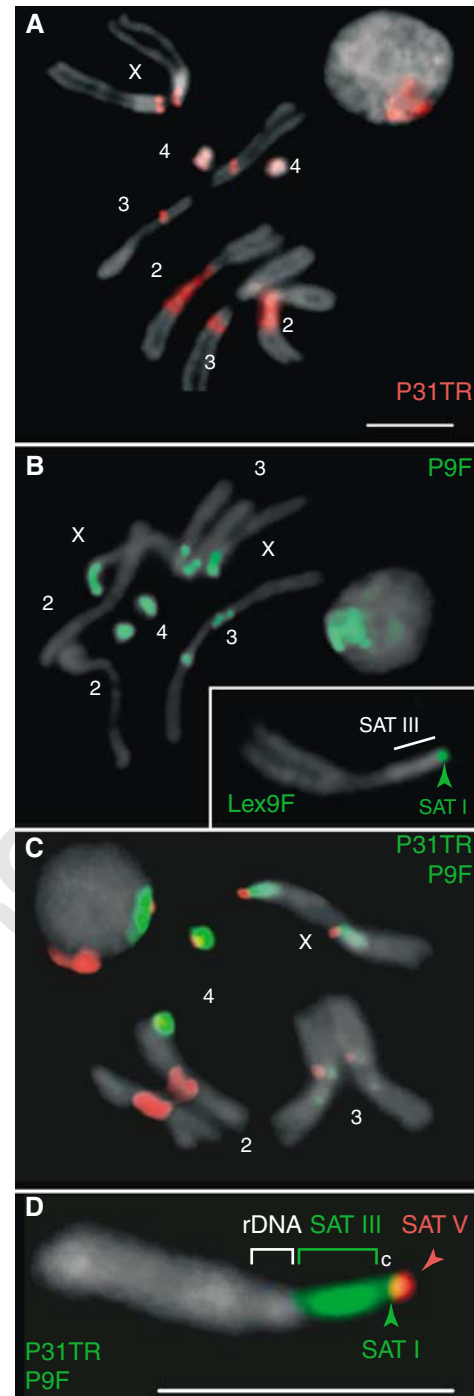 A
X
4
4
3
2
2
3
P31TR
B
P9F
3
X
X
2
4
3
2
SAT III
Lex9F
SAT I
C
P31TR
P9F
X
4
2
3
D
rDNA SAT III SAT V
c
SAT I
P31TR
P9F